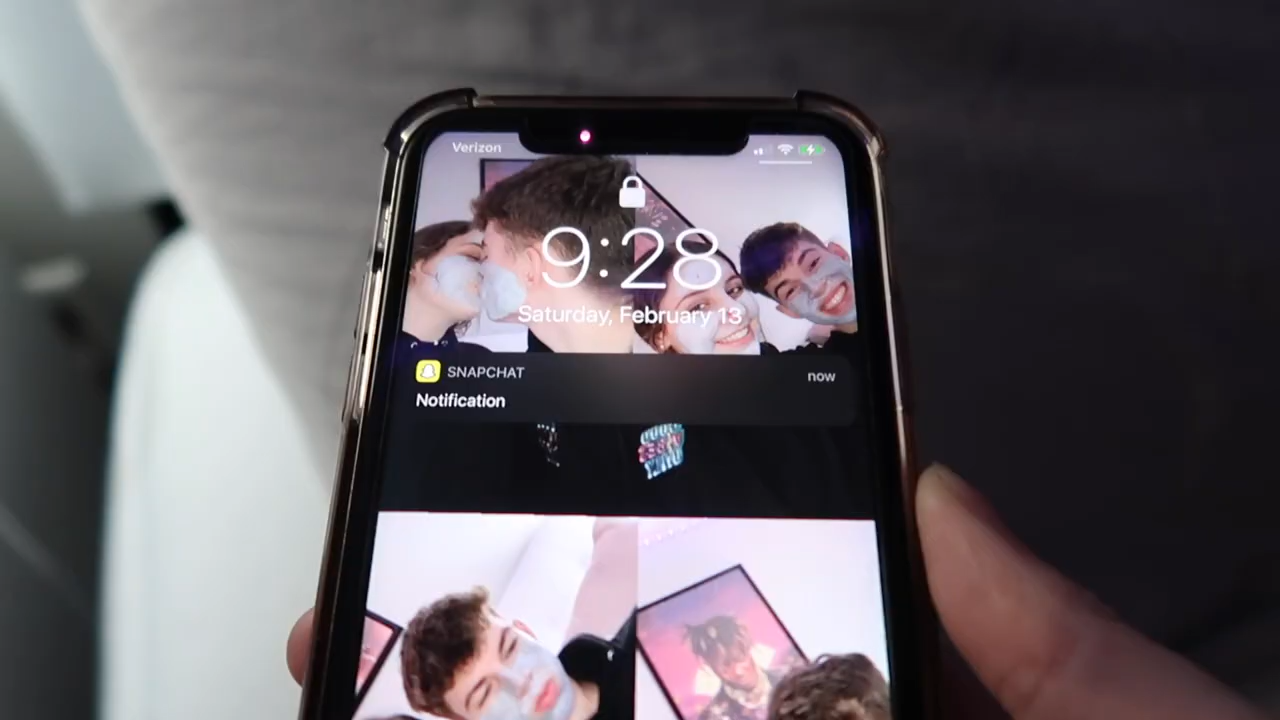 Verizon
9:28
Saturday, February 13
SNAPCHAT
now
Notification